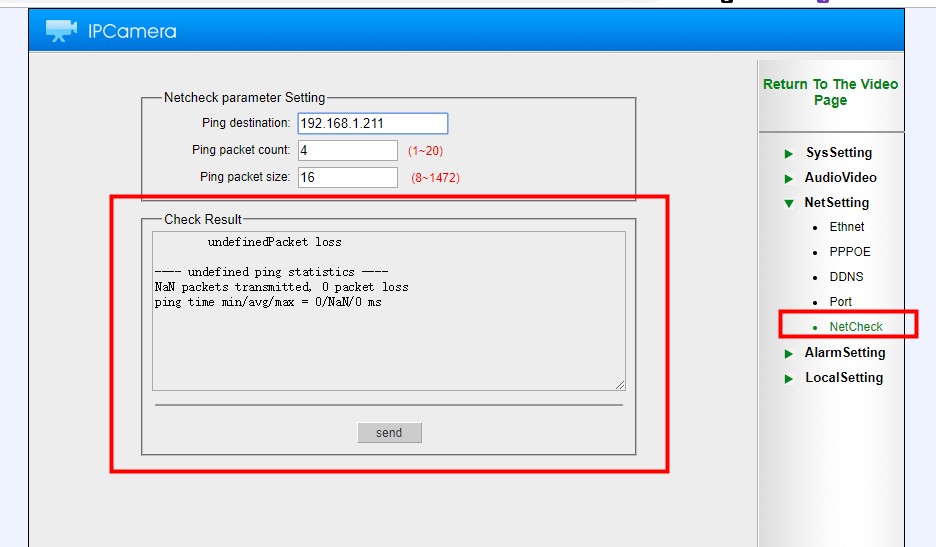 IPCamera
Netcheck parameter Setting
Ping destination: 192.168.1.211
Ping packet count: 4 (1~20)
Ping packet size: 16 (8~1472)
Check Result
undefinedPacket loss
---- undefined ping statistics ----
NaN packets transmitted, 0 packet loss
ping time min/avg/max = 0/NaN/0 ms
send
Return To The Video
Page
SysSetting
AudioVideo
NetSetting
Ethnet
PPPOE
DDNS
Port
NetCheck
AlarmSetting
LocalSetting